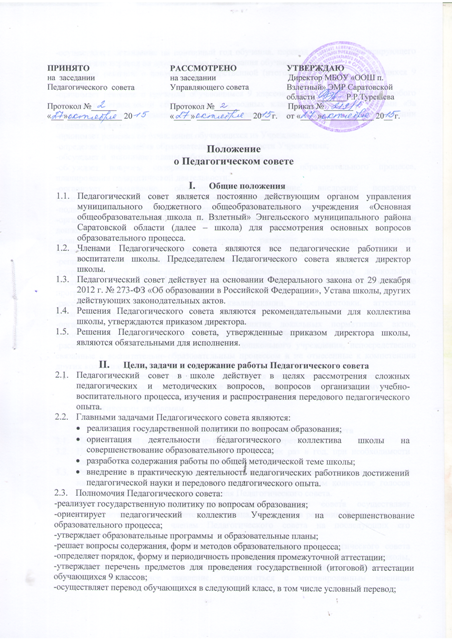 ПРИНЯТО РАССМОТРЕНО УТВЕРЖДАЮ
на заседании на заседании Директор МБОУ «ООШ п.
Педагогического совета Управляющего совета Взлетный» ЭМР Саратовской
области Р.Р.Турешева
Протокол № 2 Протокол № 2 Приказ №
«27» октября 2015 «27» октября 2015г. от «27» октября 2015г.
Положение
о Педагогическом совете
I. Общие положения
1.1. Педагогический совет является постоянно действующим органом управления
муниципального бюджетного общеобразовательного учреждения «Основная
общеобразовательная школа п. Взлетный» Энгельсского муниципального района
Саратовской области (далее – школа) для рассмотрения основных вопросов
образовательного процесса.
1.2. Членами Педагогического совета являются все педагогические работники и
воспитатели школы. Председателем Педагогического совета является директор
школы.
1.3. Педагогический совет действует на основании Федерального закона от 29 декабря
2012 г. № 273-ФЗ «Об образовании в Российской Федерации», Устава школы, других
действующих законодательных актов.
1.4. Решения Педагогического совета являются рекомендательными для коллектива
школы, утверждаются приказом директора.
1.5. Решения Педагогического совета, утвержденные приказом директора школы,
являются обязательными для исполнения.
II. Цели, задачи и содержание работы Педагогического совета
2.1. Педагогический совет в школе действует в целях рассмотрения сложных
педагогических и методических вопросов, вопросов организации учебно-
воспитательного процесса, изучения и распространения передового педагогического
опыта.
2.2. Главными задачами Педагогического совета являются:
• реализация государственной политики по вопросам образования;
• ориентация деятельности педагогического коллектива школы на
совершенствование образовательного процесса;
• разработка содержания работы по общей методической теме школы;
• внедрение в практическую деятельность педагогических работников достижений
педагогической науки и передового педагогического опыта.
2.3. Полномочия Педагогического совета:
-реализует государственную политику по вопросам образования;
-ориентирует педагогический коллектив Учреждения на совершенствование
образовательного процесса;
-утверждает образовательные программы и образовательные планы;
-решает вопросы содержания, форм и методов образовательного процесса;
-определяет порядок, форму и периодичность проведения промежуточной аттестации;
-утверждает перечень предметов для проведения государственной (итоговой) аттестации
обучающихся 9 классов;
-осуществляет перевод обучающихся в следующий класс, в том числе условный перевод;